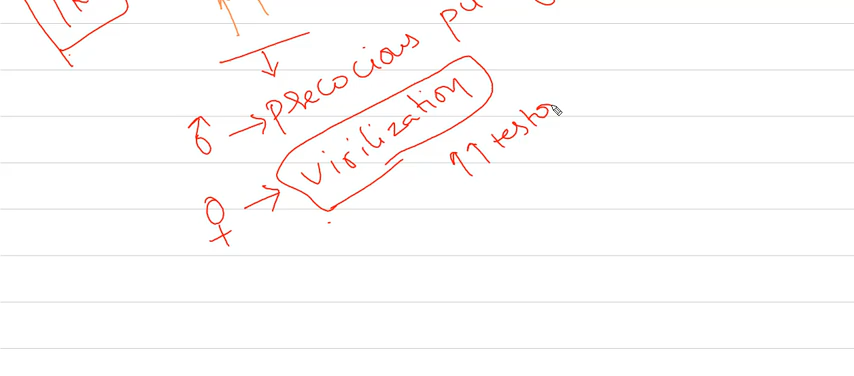 ♂ → precocious pu
♀ → virilization
↑↑ testo